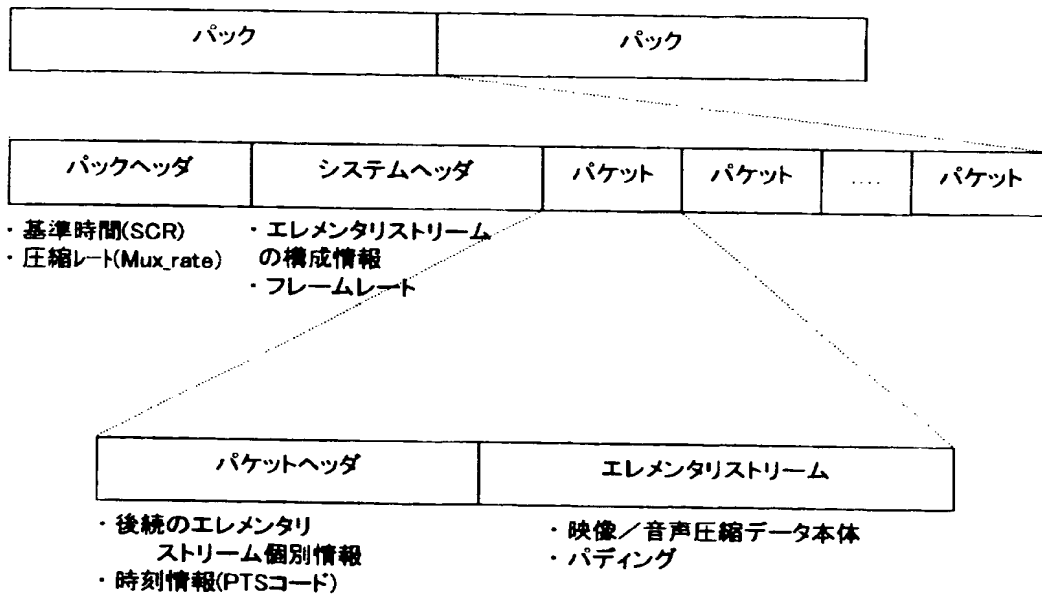 パック
パック
パックヘッダ
システムヘッダ
パケット
パケット
....
パケット
・基準時間(SCR)
・圧縮レート(Mux_rate)
・エレメンタリストリーム
の構成情報
・フレームレート
パケットヘッダ
エレメンタリストリーム
・後続のエレメンタリ
ストリーム個別情報
・時刻情報(PTSコード)
・映像／音声圧縮データ本体
・パディング